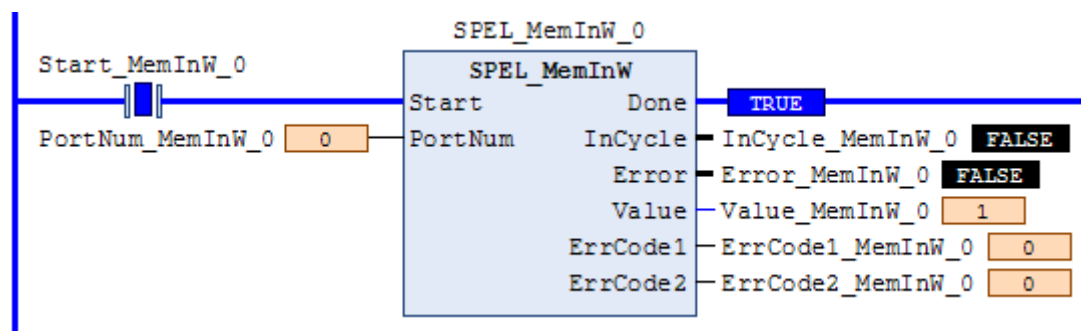 SPEL_MemInW_0
Start_MemInW_0
SPEL_MemInW
Start Done TRUE
PortNum_MemInW_0 0 PortNum InCycle InCycle_MemInW_0 FALSE
Error Error_MemInW_0 FALSE
Value Value_MemInW_0 1
ErrCode1 ErrCode1_MemInW_0 0
ErrCode2 ErrCode2_MemInW_0 0